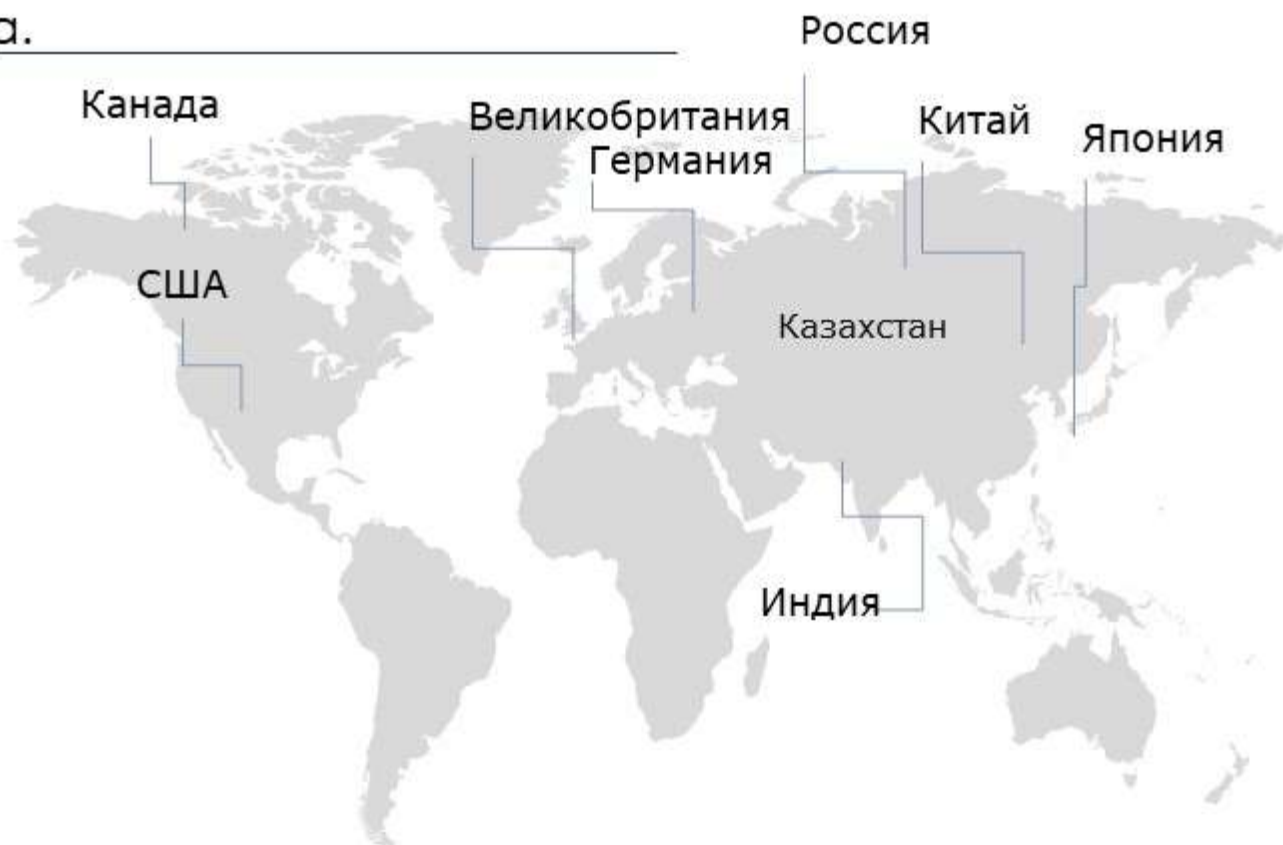 а.
Россия
Канада
Великобритания
Китай
Япония
Германия
США
Казахстан
Индия